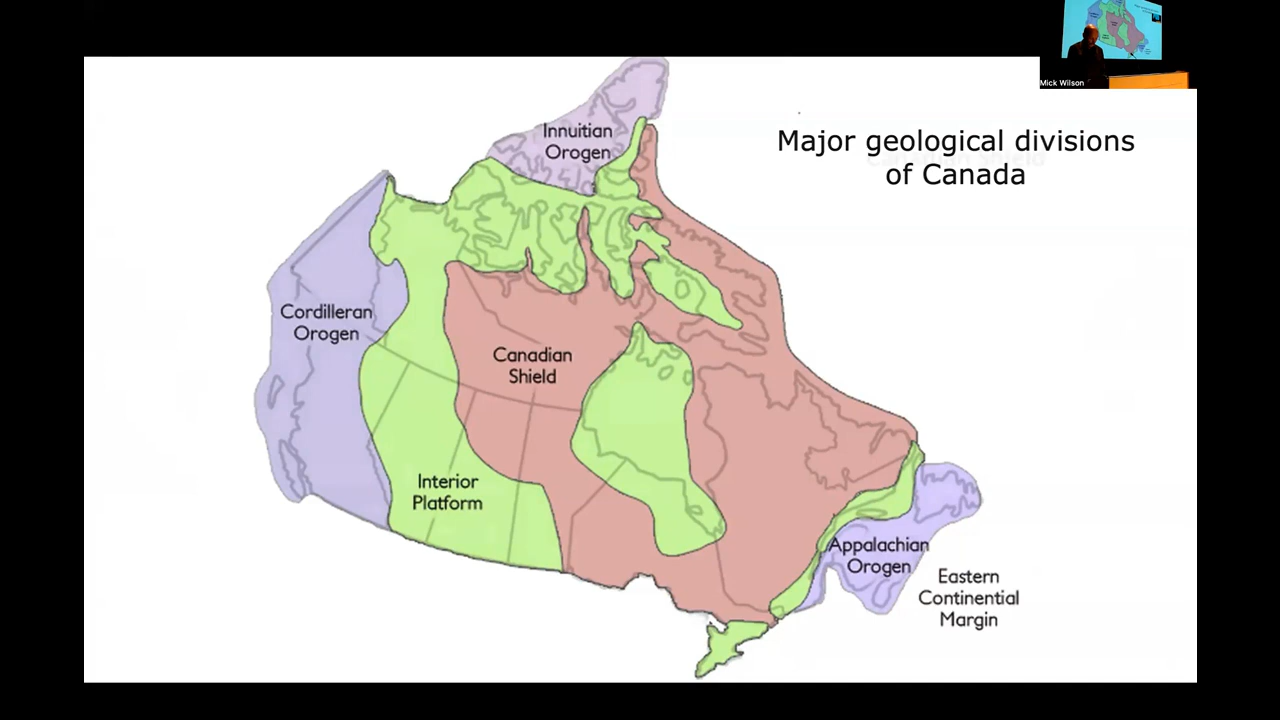 Mick Wilson
Major geological divisions
of Canada
Innuitian
Orogen
Cordilleran
Orogen
Canadian
Shield
Interior
Platform
Appalachian
Orogen
Eastern
Continental
Margin